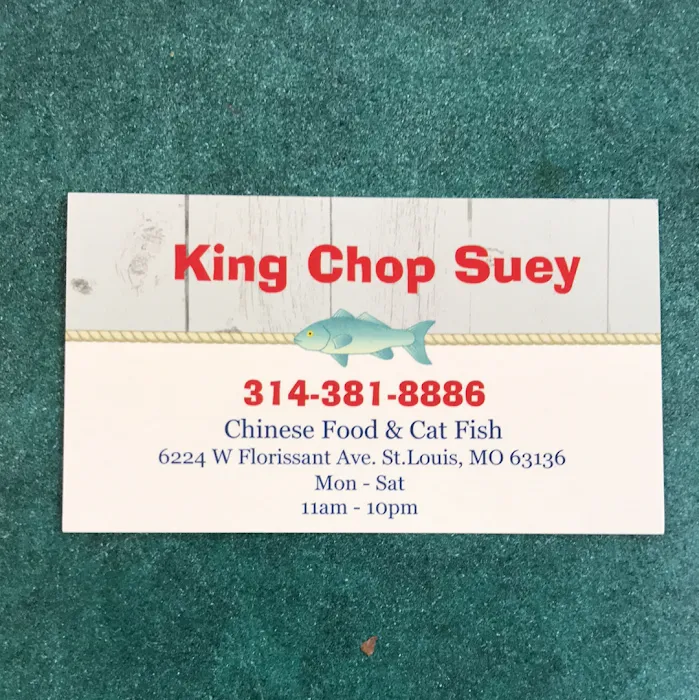 King Chop Suey
314-381-8886
Chinese Food & Cat Fish
6224 W Florissant Ave. St.Louis, MO 63136
Mon - Sat
11am - 10pm